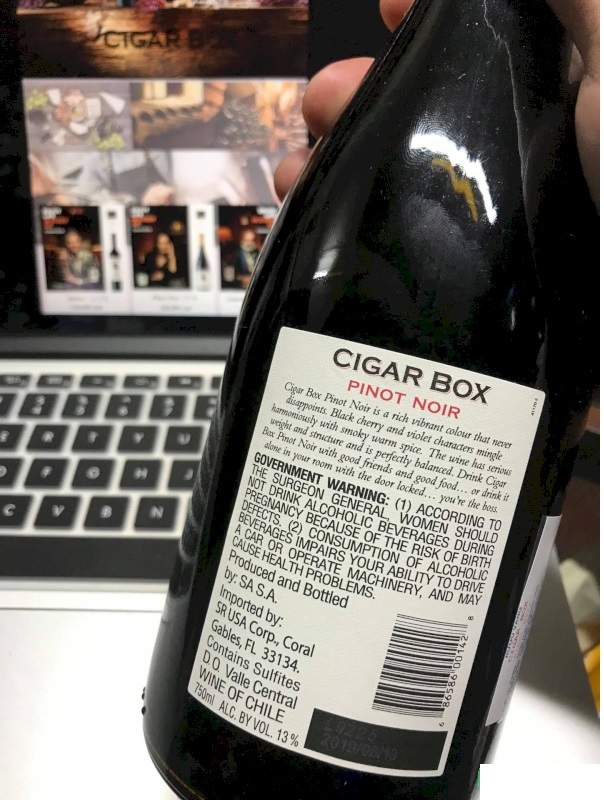 CIGAR BOX
CIGAR BOX
PINOT NOIR
Cigar Box Pinot Noir is a rich vibrant colour that never
disappoints. Black cherry and violet characters mingle
harmoniously with smoky warm spice. The wine has serious
weight and structure and is perfectly balanced. Drink Cigar
Box Pinot Noir with good friends and good food... or drink it
alone in your room with the door locked... you're the boss.
GOVERNMENT WARNING: (1) ACCORDING TO
THE SURGEON GENERAL, WOMEN SHOULD
NOT DRINK ALCOHOLIC BEVERAGES DURING
PREGNANCY BECAUSE OF THE RISK OF BIRTH
DEFECTS. (2) CONSUMPTION OF ALCOHOLIC
BEVERAGES IMPAIRS YOUR ABILITY TO DRIVE
A CAR OR OPERATE MACHINERY, AND MAY
CAUSE HEALTH PROBLEMS.
Produced and Bottled
by: SA S.A.
Imported by:
SR USA Corp., Coral
Gables, FL 33134.
Contains Sulfites
D.O. Valle Central
WINE OF CHILE
750ml ALC. BY VOL. 13%
6 86586 00142 8